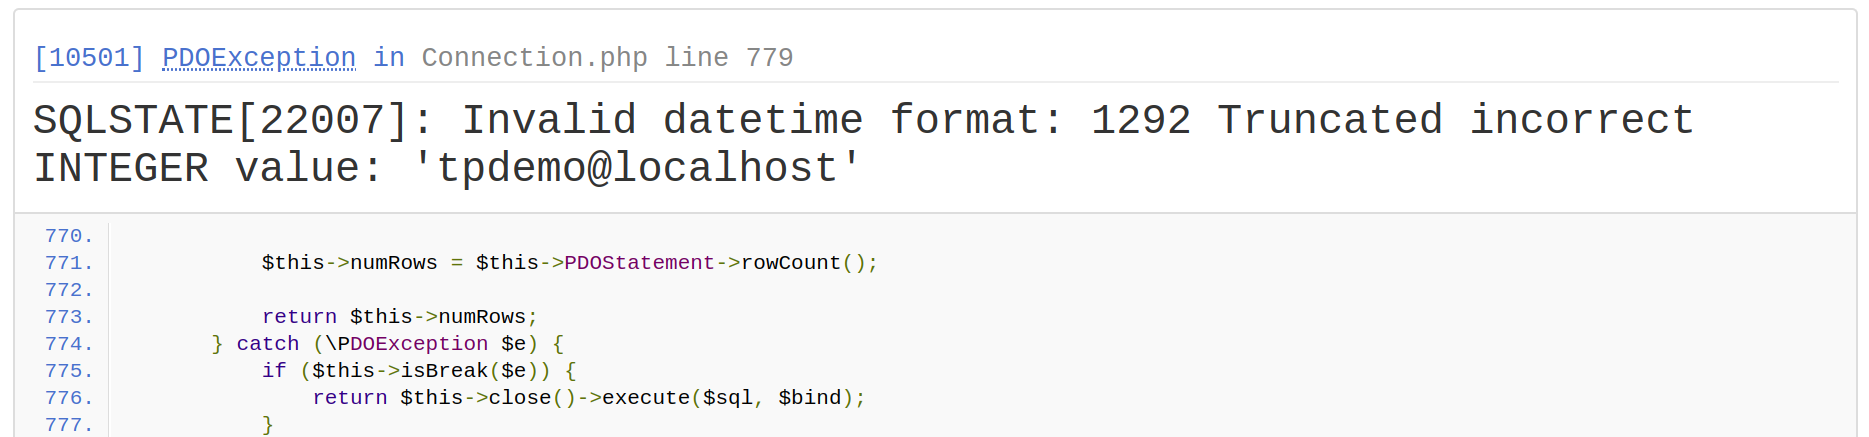 [10501] PDOException in Connection.php line 779
SQLSTATE[22007]: Invalid datetime format: 1292 Truncated incorrect
INTEGER value: 'tpdemo@localhost'
770.
771. $this->numRows = $this->PDOStatement->rowCount();
772.
773. return $this->numRows;
774. } catch (\PDOException $e) {
775. if ($this->isBreak($e)) {
776. return $this->close()->execute($sql, $bind);
777. }